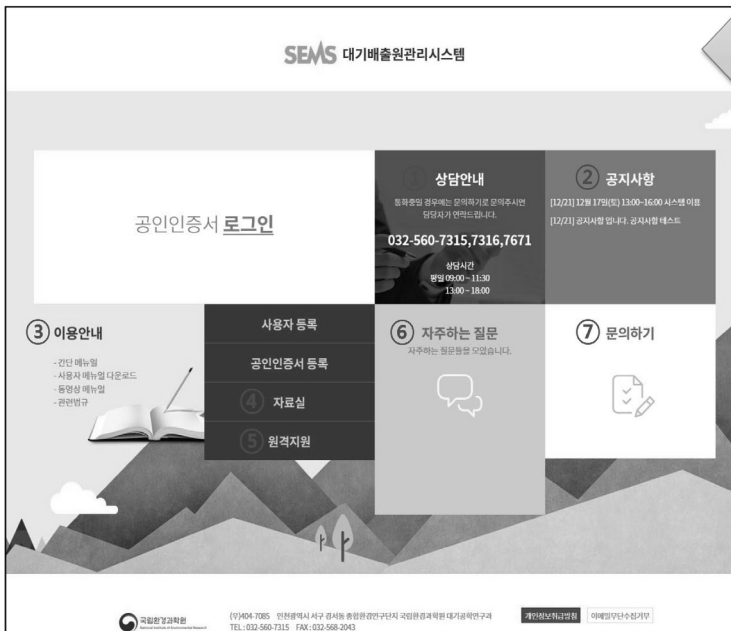 SEMS 대기배출원관리시스템
공인인증서 로그인
① 상담안내
통화중일 경우에는 문의하기로 문의주시면
담당자가 연락드립니다.
032-560-7315,7316,7671
상담시간
평일 09:00 ~ 11:30
13:00 ~ 18:00
② 공지사항
[12/21] 12월 17일(토) 13:00~16:00 시스템 이용
[12/21] 공지사항 입니다. 공지사항 테스트
③ 이용안내
- 간단 메뉴얼
- 사용자 메뉴얼 다운로드
- 동영상 메뉴얼
- 관련법규
사용자 등록
공인인증서 등록
④ 자료실
⑤ 원격지원
⑥ 자주하는 질문
자주하는 질문들을 모았습니다.
⑦ 문의하기
국립환경과학원
National Institute of Environmental Research
(우)404-7085 인천광역시 서구 경서동 종합환경연구단지 국립환경과학원 대기공학연구과
TEL : 032-560-7315 FAX : 032-568-2043
개인정보취급방침
이메일무단수집거부